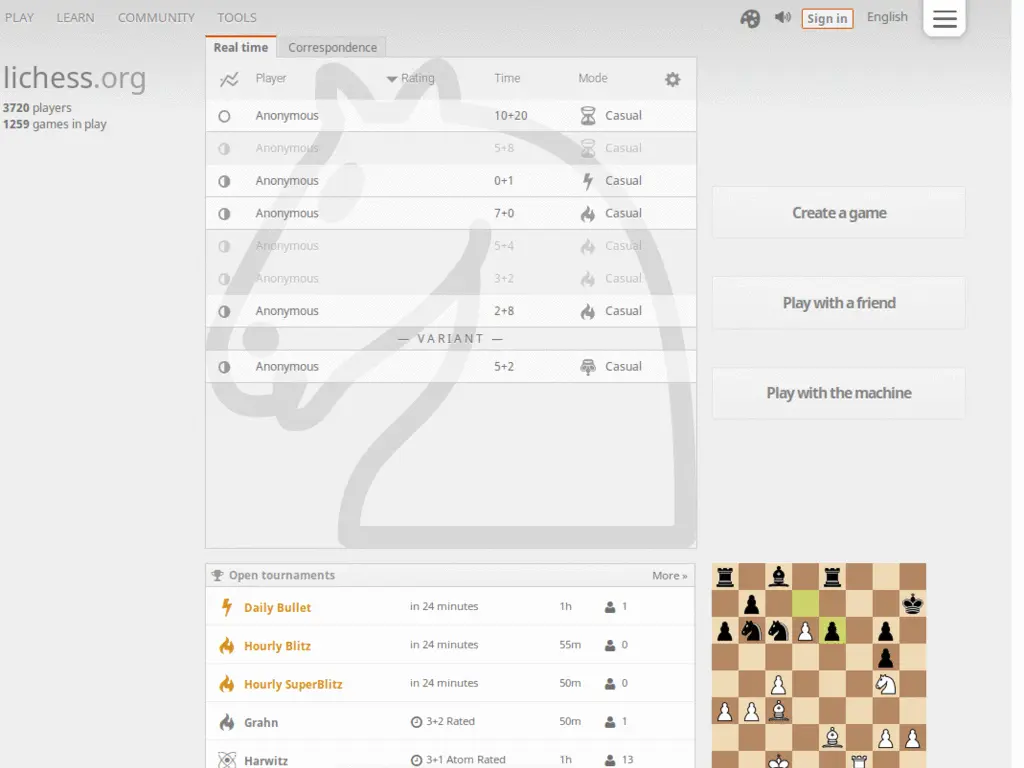 PLAY LEARN COMMUNITY TOOLS Sign in English
lichess.org
3720 players
1259 games in play
Real time Correspondence
Player Rating Time Mode
Anonymous 10+20 Casual
Anonymous 5+8 Casual
Anonymous 0+1 Casual
Anonymous 7+0 Casual
Anonymous 5+4 Casual
Anonymous 3+2 Casual
Anonymous 2+8 Casual
— VARIANT —
Anonymous 5+2 Casual
Create a game
Play with a friend
Play with the machine
Open tournaments More »
Daily Bullet in 24 minutes 1h 1
Hourly Blitz in 24 minutes 55m 0
Hourly SuperBlitz in 24 minutes 50m 0
Grahn 3+2 Rated 50m 1
Harwitz 3+1 Atom Rated 1h 13